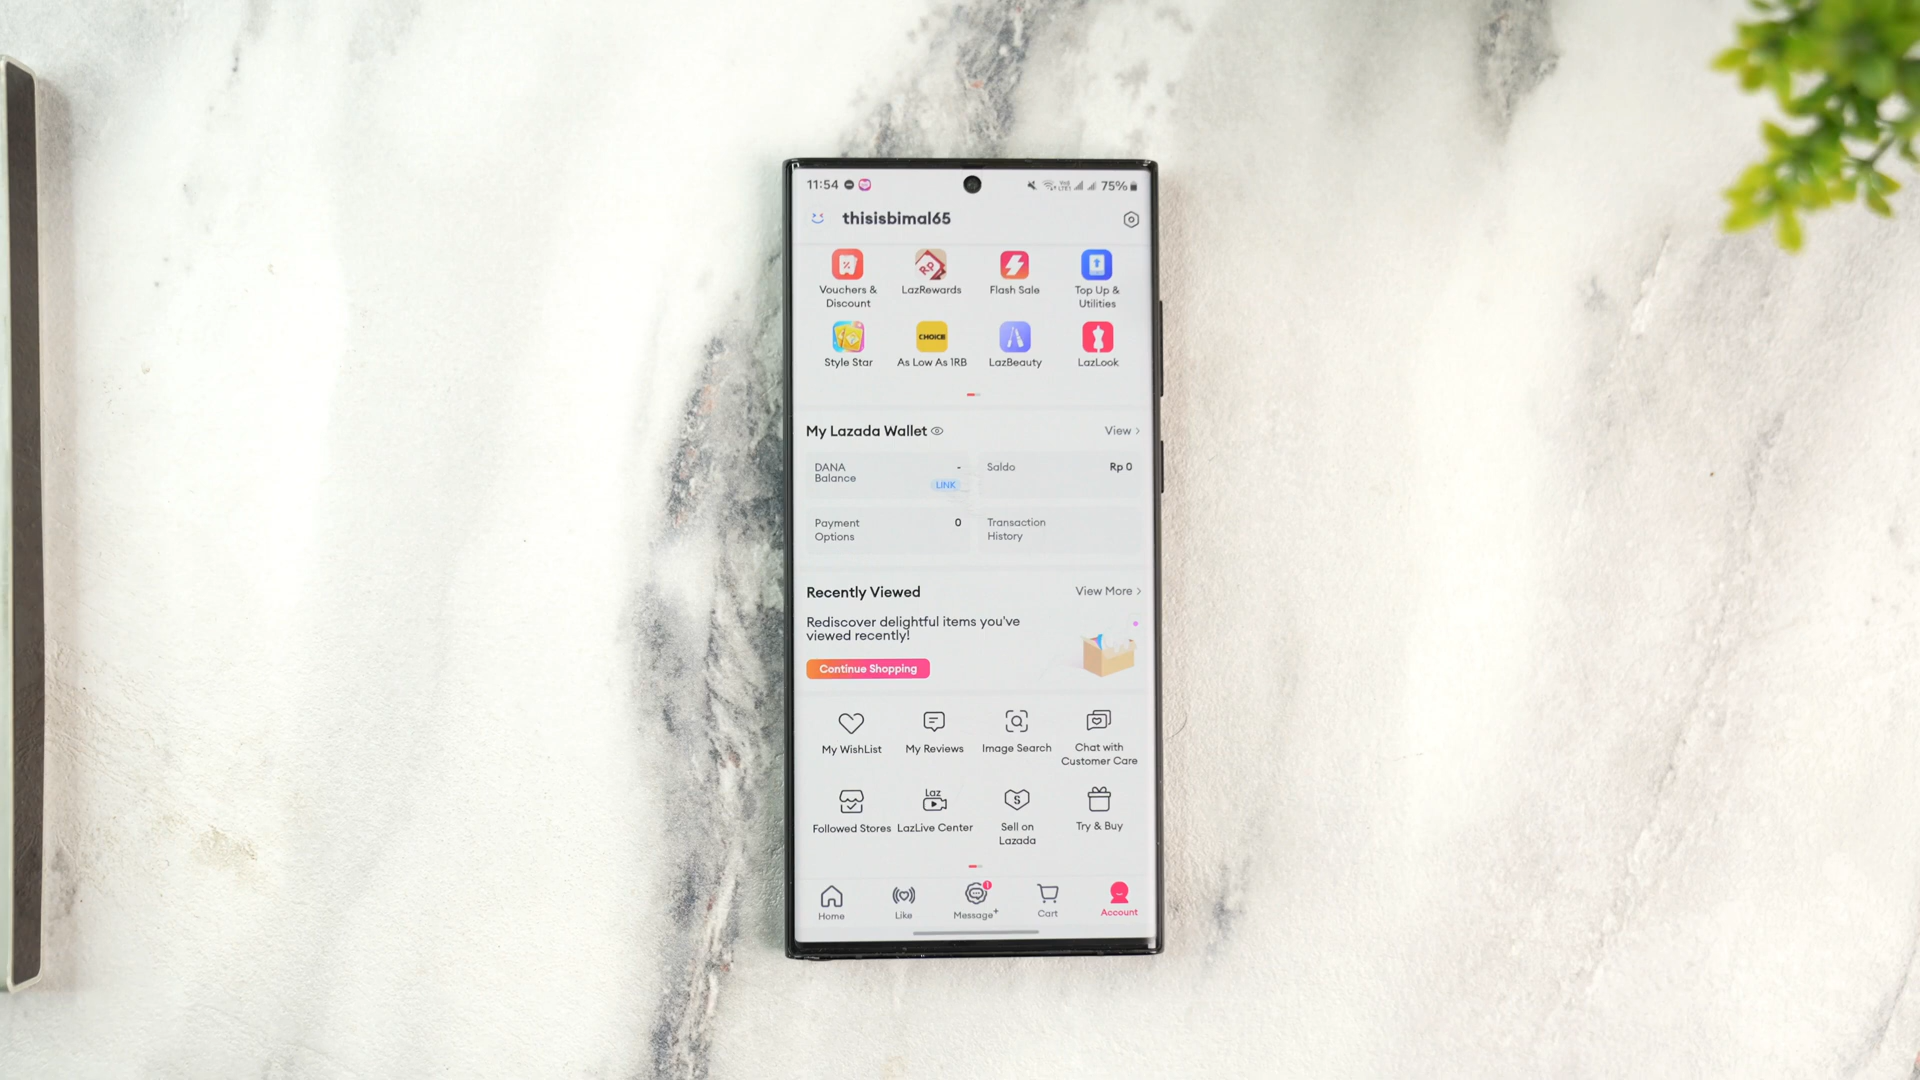 11:54
75%
thisisbimal65
Vouchers & Discount
LazRewards
Flash Sale
Top Up & Utilities
CHOICE
Style Star
As Low As 1RB
LazBeauty
LazLook
My Lazada Wallet
View >
DANA Balance
-
LINK
Saldo
Rp 0
Payment Options
0
Transaction History
Recently Viewed
View More >
Rediscover delightful items you've
viewed recently!
Continue Shopping
My WishList
My Reviews
Image Search
Chat with Customer Care
Laz
Followed Stores
LazLive Center
Sell on Lazada
Try & Buy
1
Home
Like
Message+
Cart
Account